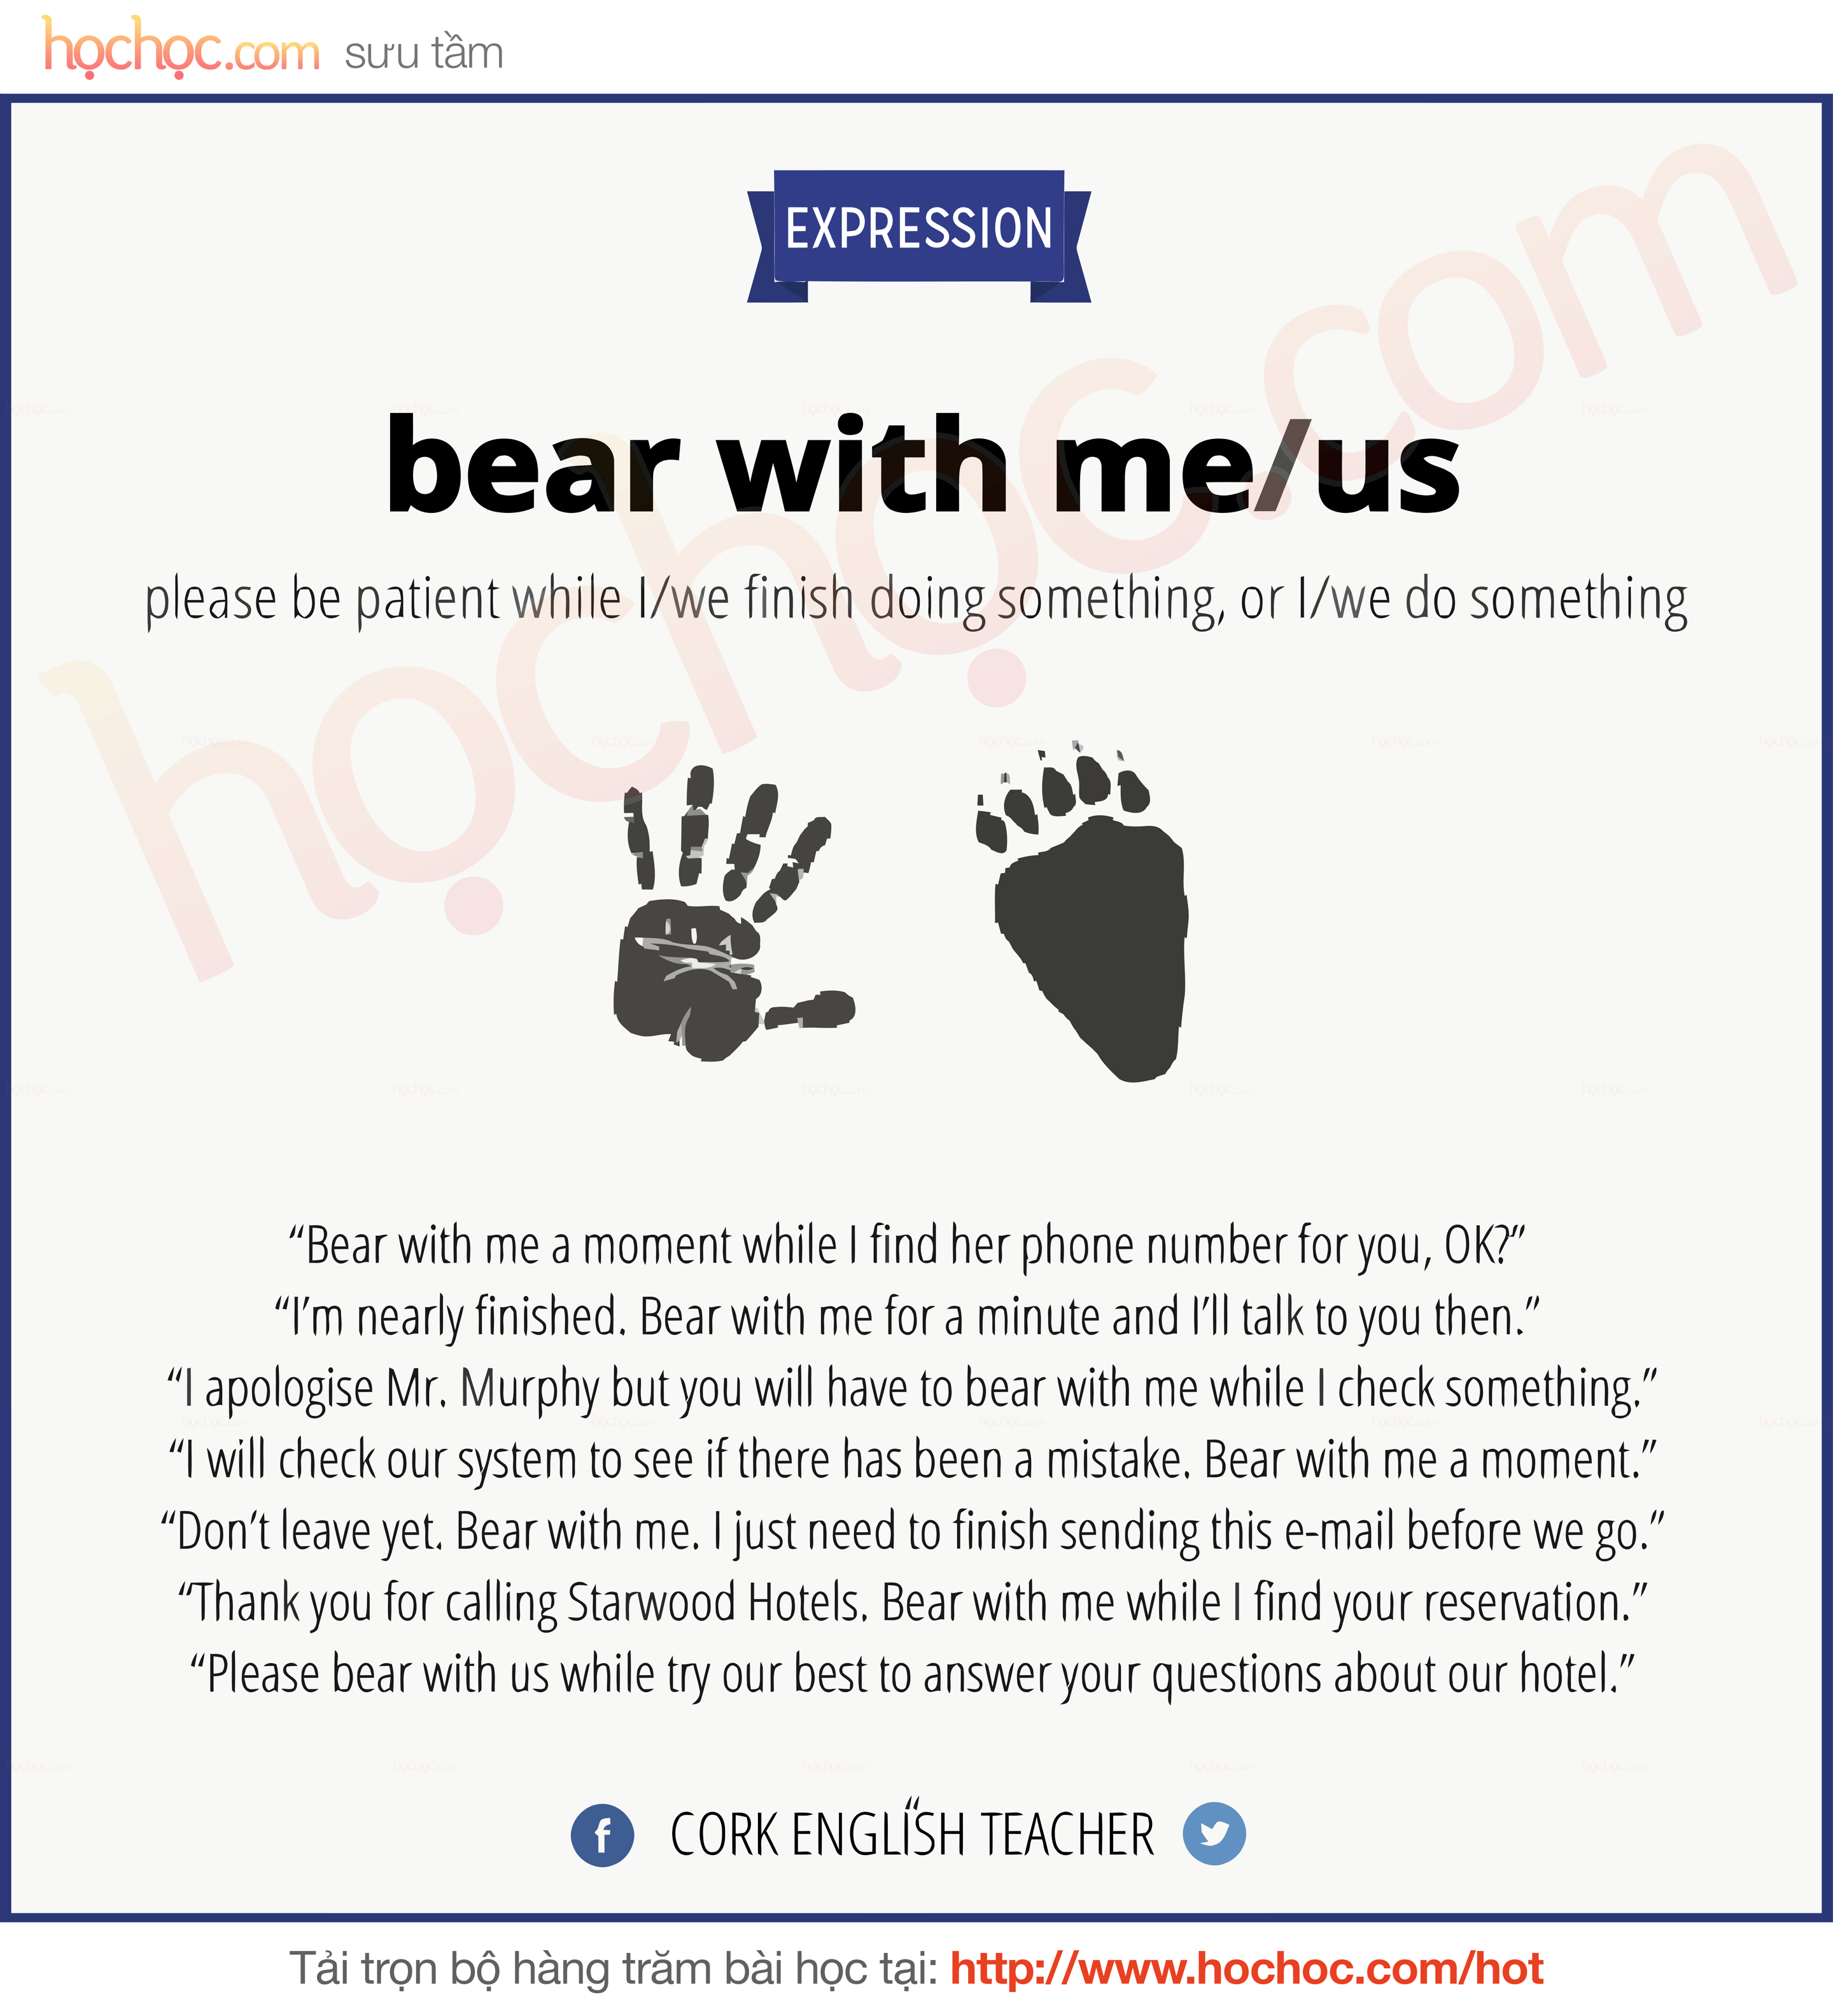 họchọc.com sưu tầm
EXPRESSION
bear with me/us
please be patient while I/we finish doing something, or I/we do something
họchọc.com
“Bear with me a moment while I find her phone number for you, OK?”
“I’m nearly finished. Bear with me for a minute and I’ll talk to you then.”
“I apologise Mr. Murphy but you will have to bear with me while I check something.”
“I will check our system to see if there has been a mistake. Bear with me a moment.”
“Don’t leave yet. Bear with me. I just need to finish sending this e-mail before we go.”
“Thank you for calling Starwood Hotels. Bear with me while I find your reservation.”
“Please bear with us while try our best to answer your questions about our hotel.”
“
CORK ENGLISH TEACHER
Tải trọn bộ hàng trăm bài học tại: http://www.hochoc.com/hot